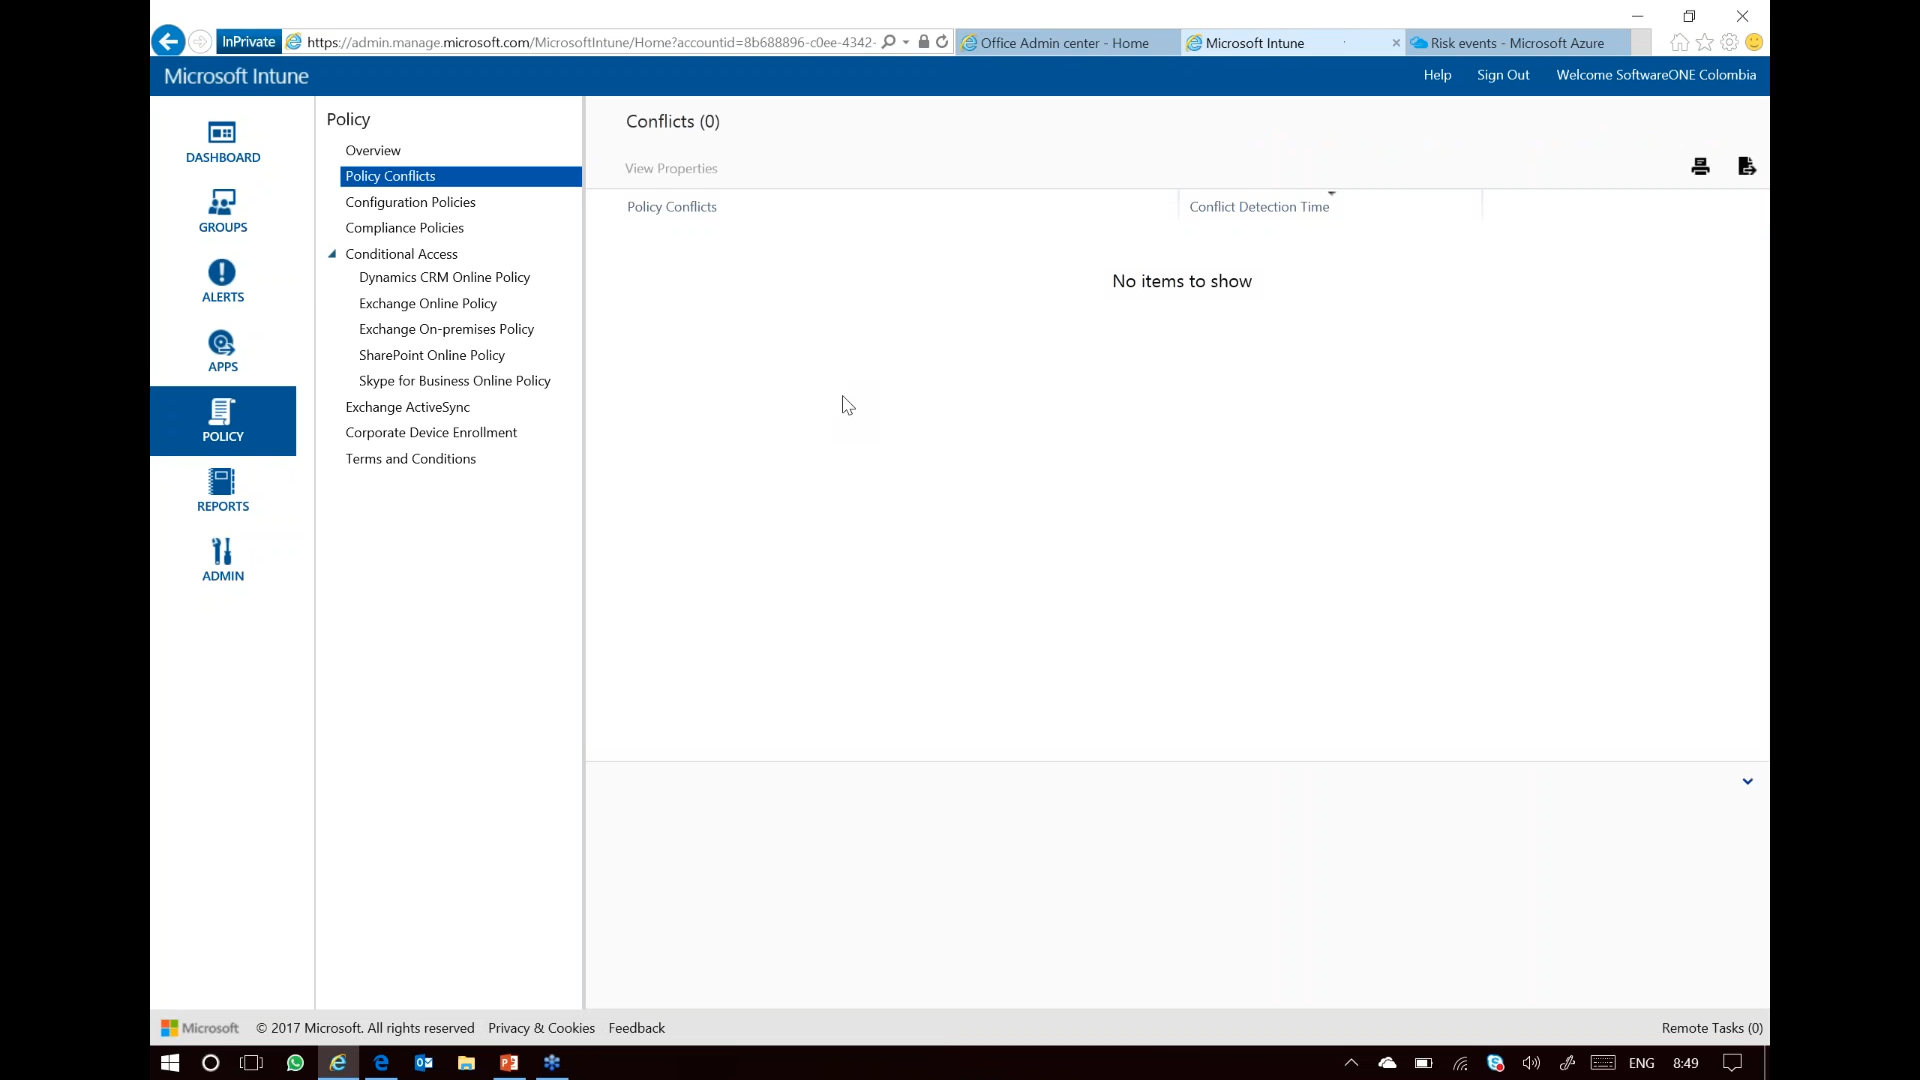 InPrivate https://admin.manage.microsoft.com/MicrosoftIntune/Home?accountid=8b688896-c0ee-4342- Office Admin center - Home Microsoft Intune Risk events - Microsoft Azure
Microsoft Intune Help Sign Out Welcome SoftwareONE Colombia
DASHBOARD
GROUPS
ALERTS
APPS
POLICY
REPORTS
ADMIN
Policy
Overview
Policy Conflicts
Configuration Policies
Compliance Policies
Conditional Access
Dynamics CRM Online Policy
Exchange Online Policy
Exchange On-premises Policy
SharePoint Online Policy
Skype for Business Online Policy
Exchange ActiveSync
Corporate Device Enrollment
Terms and Conditions
Conflicts (0)
View Properties
Policy Conflicts Conflict Detection Time
No items to show
Microsoft © 2017 Microsoft. All rights reserved Privacy & Cookies Feedback Remote Tasks (0)
ENG 8:49